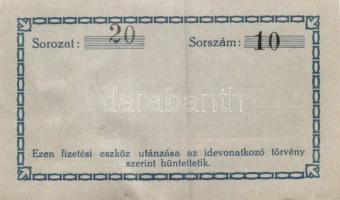 Sorozat: 20 Sorszám: 10
darabanth
Ezen fizetési eszköz utánzása az idevonatkozó törvény
szerint büntettetik.